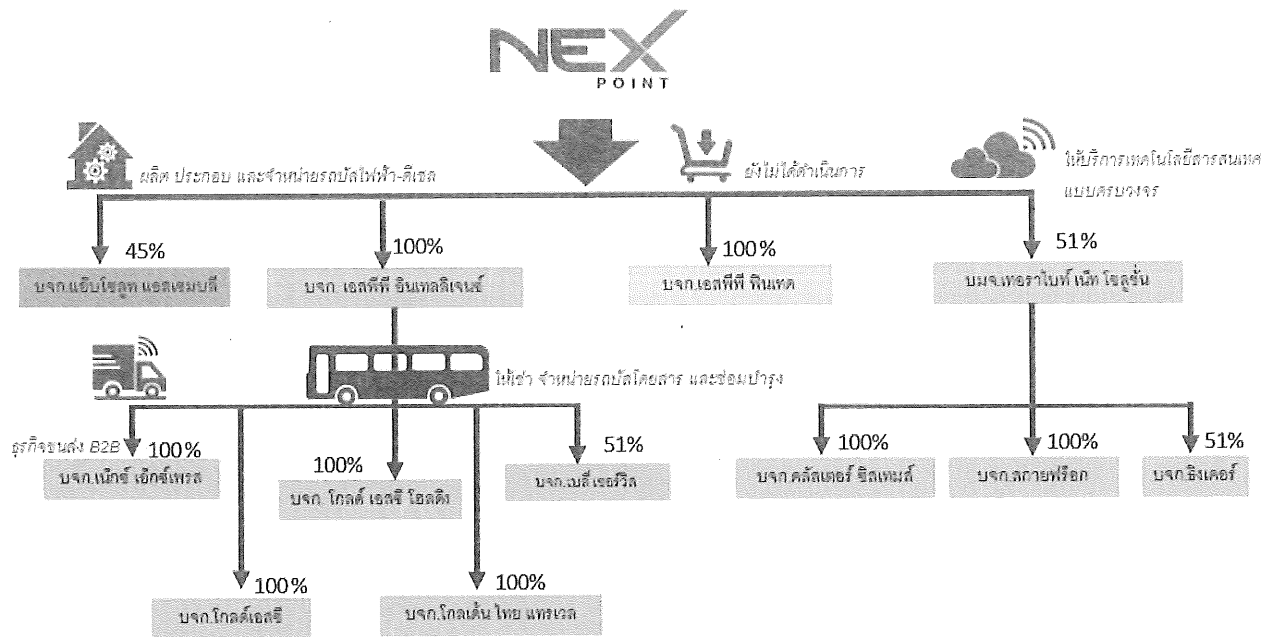 NEX
POINT
ผลิต ประกอบ และจำหน่ายรถบัสไฟฟ้า-ดีเซล
ยังไม่ได้ดำเนินการ
ให้บริการเทคโนโลยีสารสนเทศ
แบบครบวงจร
45%
100%
100%
51%
บจก.แอ๊บโซลูท แอสเซมบลี
บจก. เอสพีพี อินเทลลิเจนซ์
บจก.เอสพีพี ฟินเทค
บมจ.เทอราไบท์ เน็ท โซลูชั่น
ให้เช่า จำหน่ายรถบัสโดยสาร และซ่อมบำรุง
ธุรกิจขนส่ง B2B
100%
100%
51%
100%
100%
51%
บจก.เน็กซ์ เอ็กซ์เพรส
บจก. โกลด์ เอสซี โฮลดิง
บจก.เบลี่ เซอร์วิส
บจก.คลัสเตอร์ ซิสเทมส์
บจก.สกายฟร็อก
บจก.ธิงเคอร์
100%
100%
บจก.โกลด์เอสซี
บจก.โกลเด้น ไทย แทรเวล